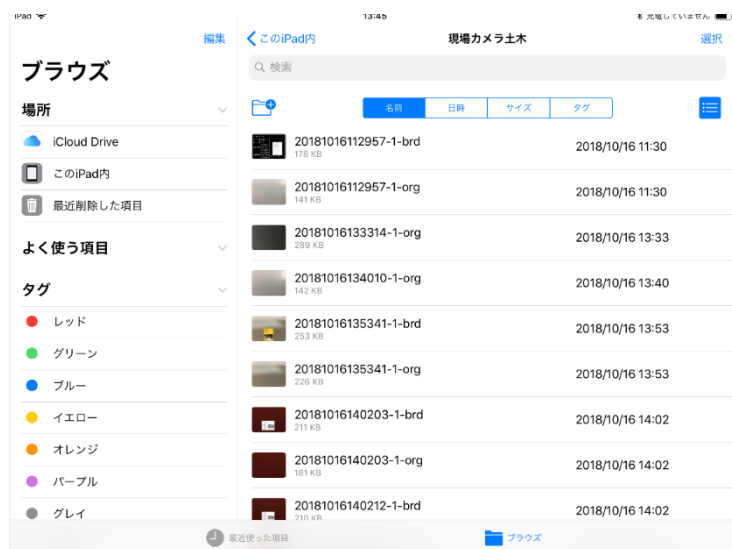 iPad
13:45
充電していません
編集
ブラウズ
場所
iCloud Drive
このiPad内
最近削除した項目
よく使う項目
タグ
レッド
グリーン
ブルー
イエロー
オレンジ
パープル
グレイ
このiPad内
現場カメラ土木
選択
検索
名前 日時 サイズ タグ
20181016112957-1-brd
178 KB
2018/10/16 11:30
20181016112957-1-org
141 KB
2018/10/16 11:30
20181016133314-1-org
289 KB
2018/10/16 13:33
20181016134010-1-org
142 KB
2018/10/16 13:40
20181016135341-1-brd
253 KB
2018/10/16 13:53
20181016135341-1-org
226 KB
2018/10/16 13:53
20181016140203-1-brd
211 KB
2018/10/16 14:02
20181016140203-1-org
181 KB
2018/10/16 14:02
20181016140212-1-brd
210 KB
2018/10/16 14:02
最近使った項目
ブラウズ